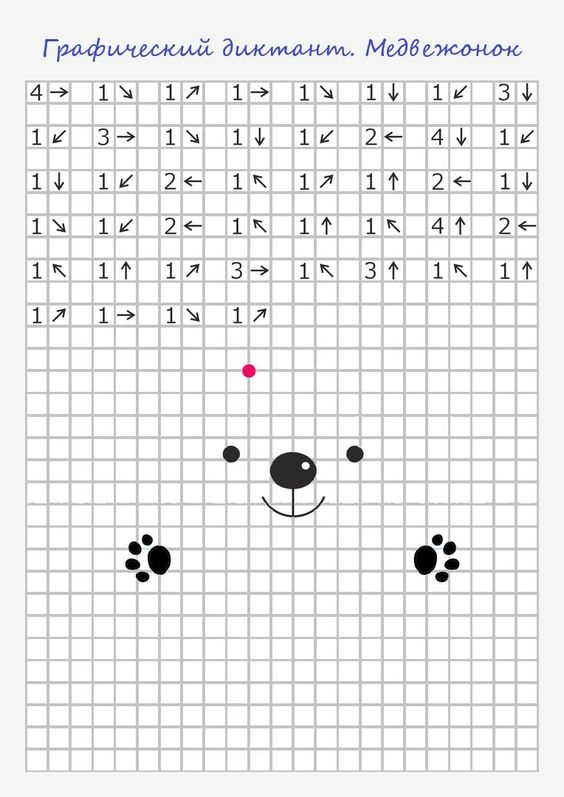 Графический диктант. Медвежонок
4→ 1↘ 1↗ 1→ 1↘ 1↓ 1↙ 3↓
1↙ 3→ 1↘ 1↓ 1↙ 2← 4↓ 1↙
1↓ 1↙ 2← 1↖ 1↗ 1↑ 2← 1↓
1↘ 1↙ 2← 1↖ 1↑ 1↖ 4↑ 2←
1↖ 1↑ 1↗ 3→ 1↖ 3↑ 1↖ 1↑
1↗ 1→ 1↘ 1↗